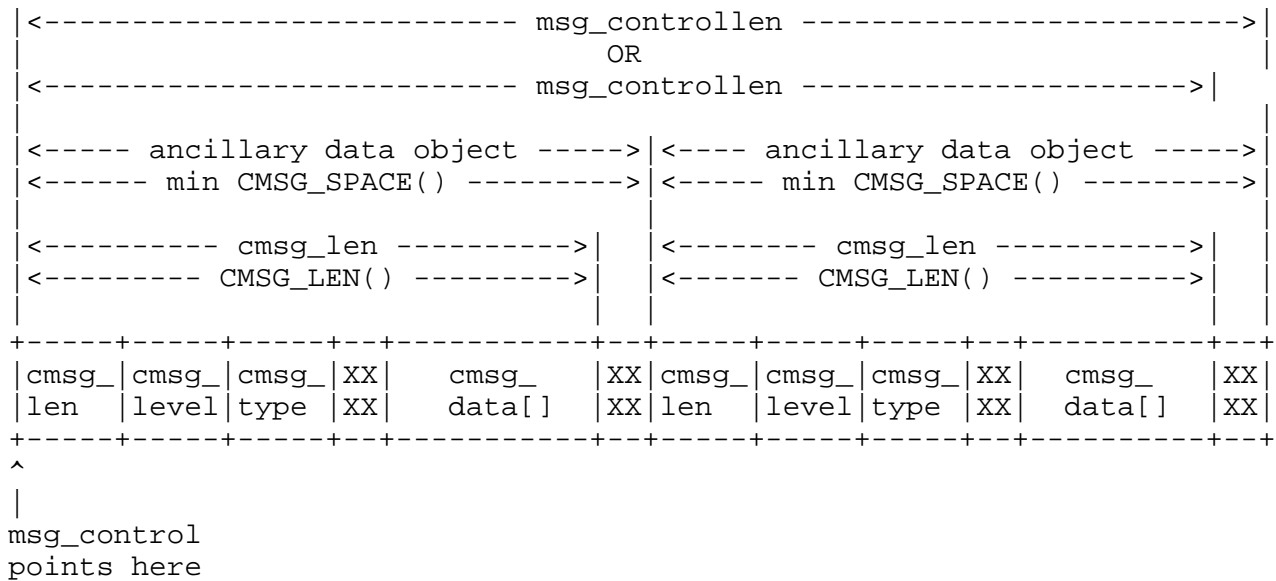 |<--------------------------- msg_controllen ------------------------->|
|                                  OR                                  |
|<--------------------------- msg_controllen ---------------------->|
|                                                                      |
|<----- ancillary data object ----->|<---- ancillary data object ----->|
|<------ min CMSG_SPACE() --------->|<----- min CMSG_SPACE() --------->|
|                                   |                                  |
|<---------- cmsg_len ---------->|  |<-------- cmsg_len ----------->|  |
|<--------- CMSG_LEN() --------->|  |<------- CMSG_LEN() ---------->|  |
|                                |  |                               |  |
+-----+-----+-----+--+-----------+--+-----+-----+-----+--+----------+--+
|cmsg_|cmsg_|cmsg_|XX|   cmsg_   |XX|cmsg_|cmsg_|cmsg_|XX|  cmsg_   |XX|
|len  |level|type |XX|   data[]  |XX|len  |level|type |XX|  data[]  |XX|
+-----+-----+-----+--+-----------+--+-----+-----+-----+--+----------+--+
^
|
msg_control
points here